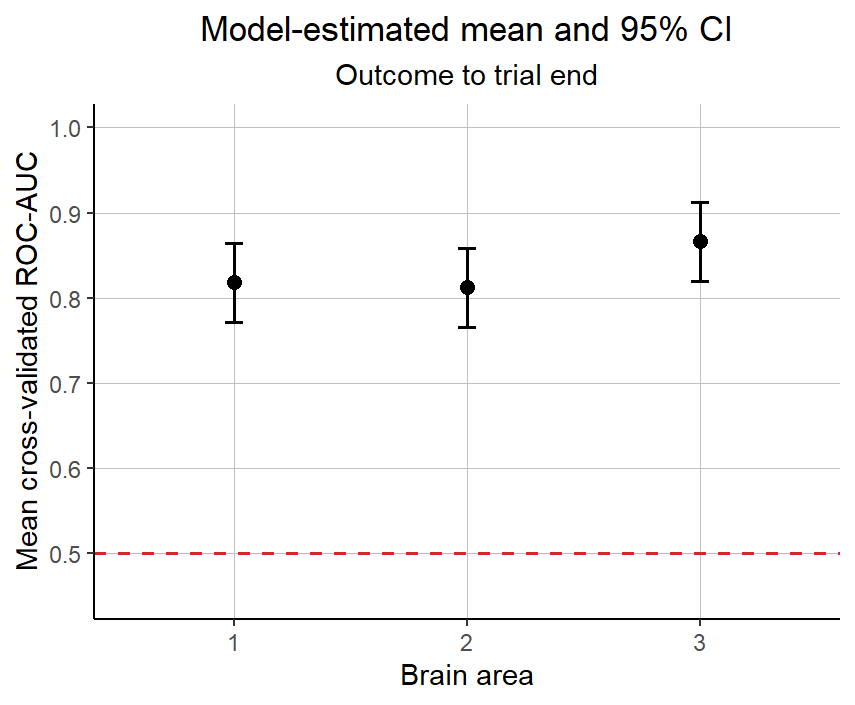 Model-estimated mean and 95% CI
Outcome to trial end
Mean cross-validated ROC-AUC
1.0
0.9
0.8
0.7
0.6
0.5
1 2 3
Brain area